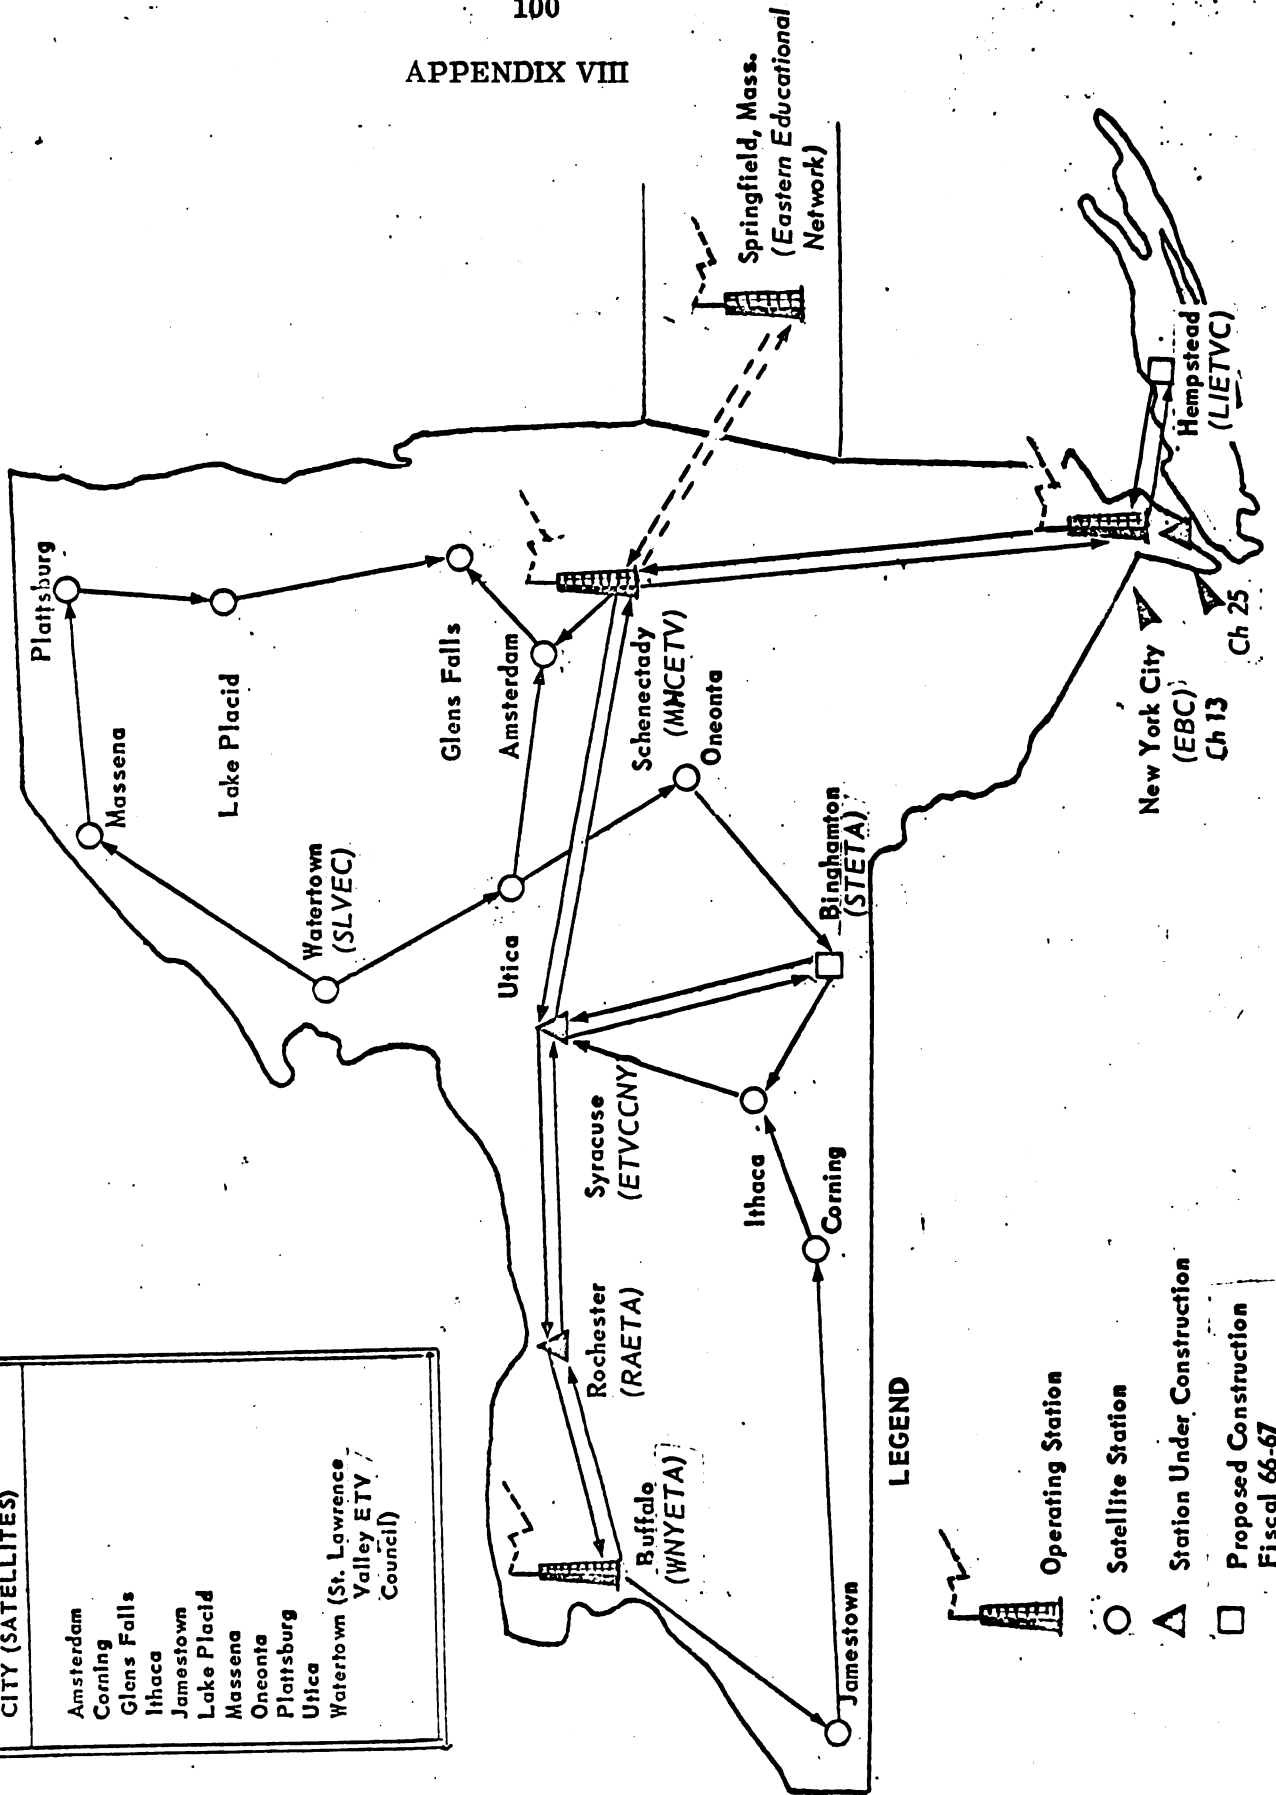 100
APPENDIX VIII
CITY (SATELLITES)
Amsterdam
Corning
Glens Falls
Ithaca
Jamestown
Lake Placid
Massena
Oneonta
Plattsburg
Utica
Watertown (St. Lawrence
Valley ETV
Council)
Plattsburg
Massena
Lake Placid
Watertown
(SLVEC)
Glens Falls
Amsterdam
Utica
Schenectady
(MHCETV)
Oneonta
Springfield, Mass.
(Eastern Educational
Network)
Syracuse
(ETVCCNY)
Rochester
(RAETA)
Buffalo
(WNYETA)
Ithaca
Corning
Binghamton
(STETA)
Jamestown
New York City
(EBC)
Ch 13
Ch 25
Hempstead
(LIETVC)
LEGEND
Operating Station
Satellite Station
Station Under Construction
Proposed Construction
Fiscal 66-67